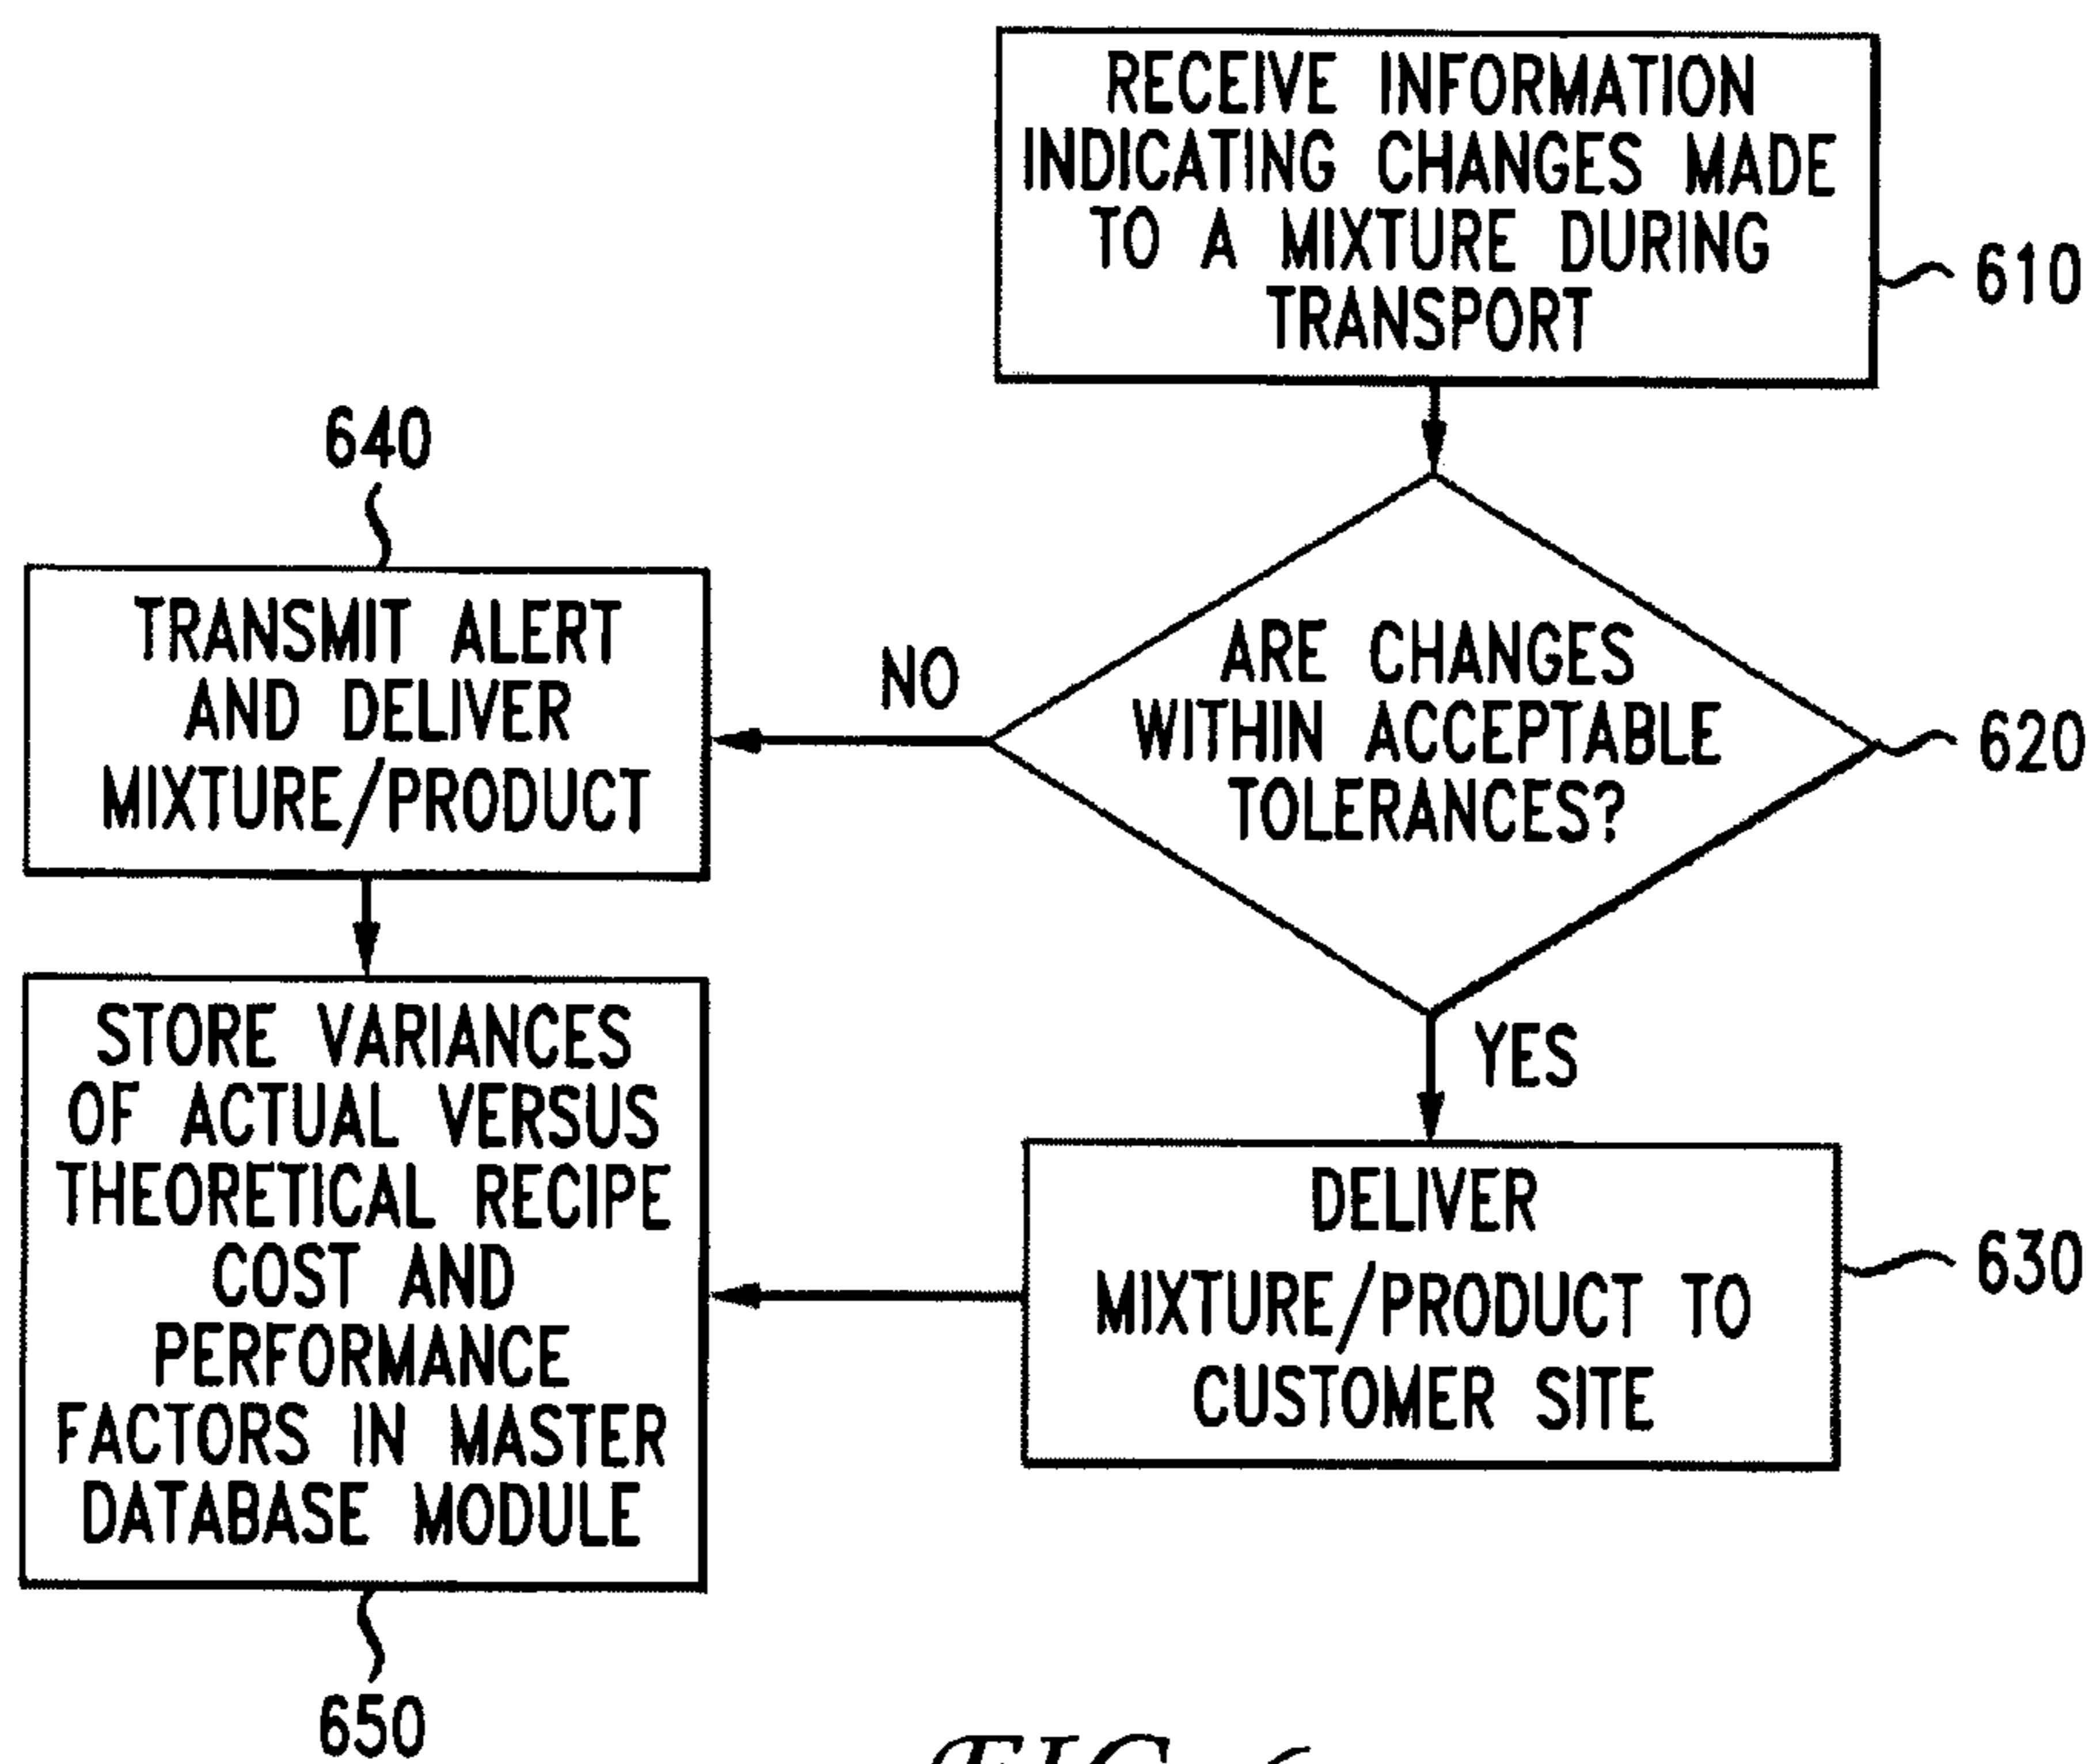 RECEIVE INFORMATION
INDICATING CHANGES MADE
TO A MIXTURE DURING
TRANSPORT
610
640
TRANSMIT ALERT
AND DELIVER
MIXTURE/PRODUCT
NO
ARE CHANGES
WITHIN ACCEPTABLE
TOLERANCES?
620
YES
STORE VARIANCES
OF ACTUAL VERSUS
THEORETICAL RECIPE
COST AND
PERFORMANCE
FACTORS IN MASTER
DATABASE MODULE
650
DELIVER
MIXTURE/PRODUCT TO
CUSTOMER SITE
630